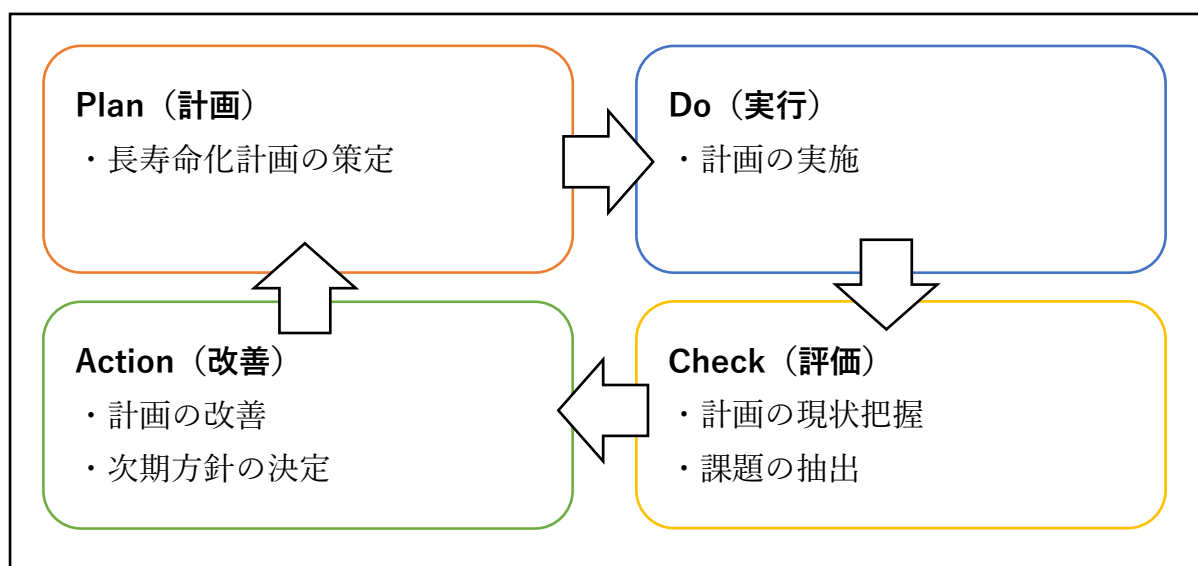 Plan（計画）
・長寿命化計画の策定
Do（実行）
・計画の実施
Action（改善）
・計画の改善
・次期方針の決定
Check（評価）
・計画の現状把握
・課題の抽出